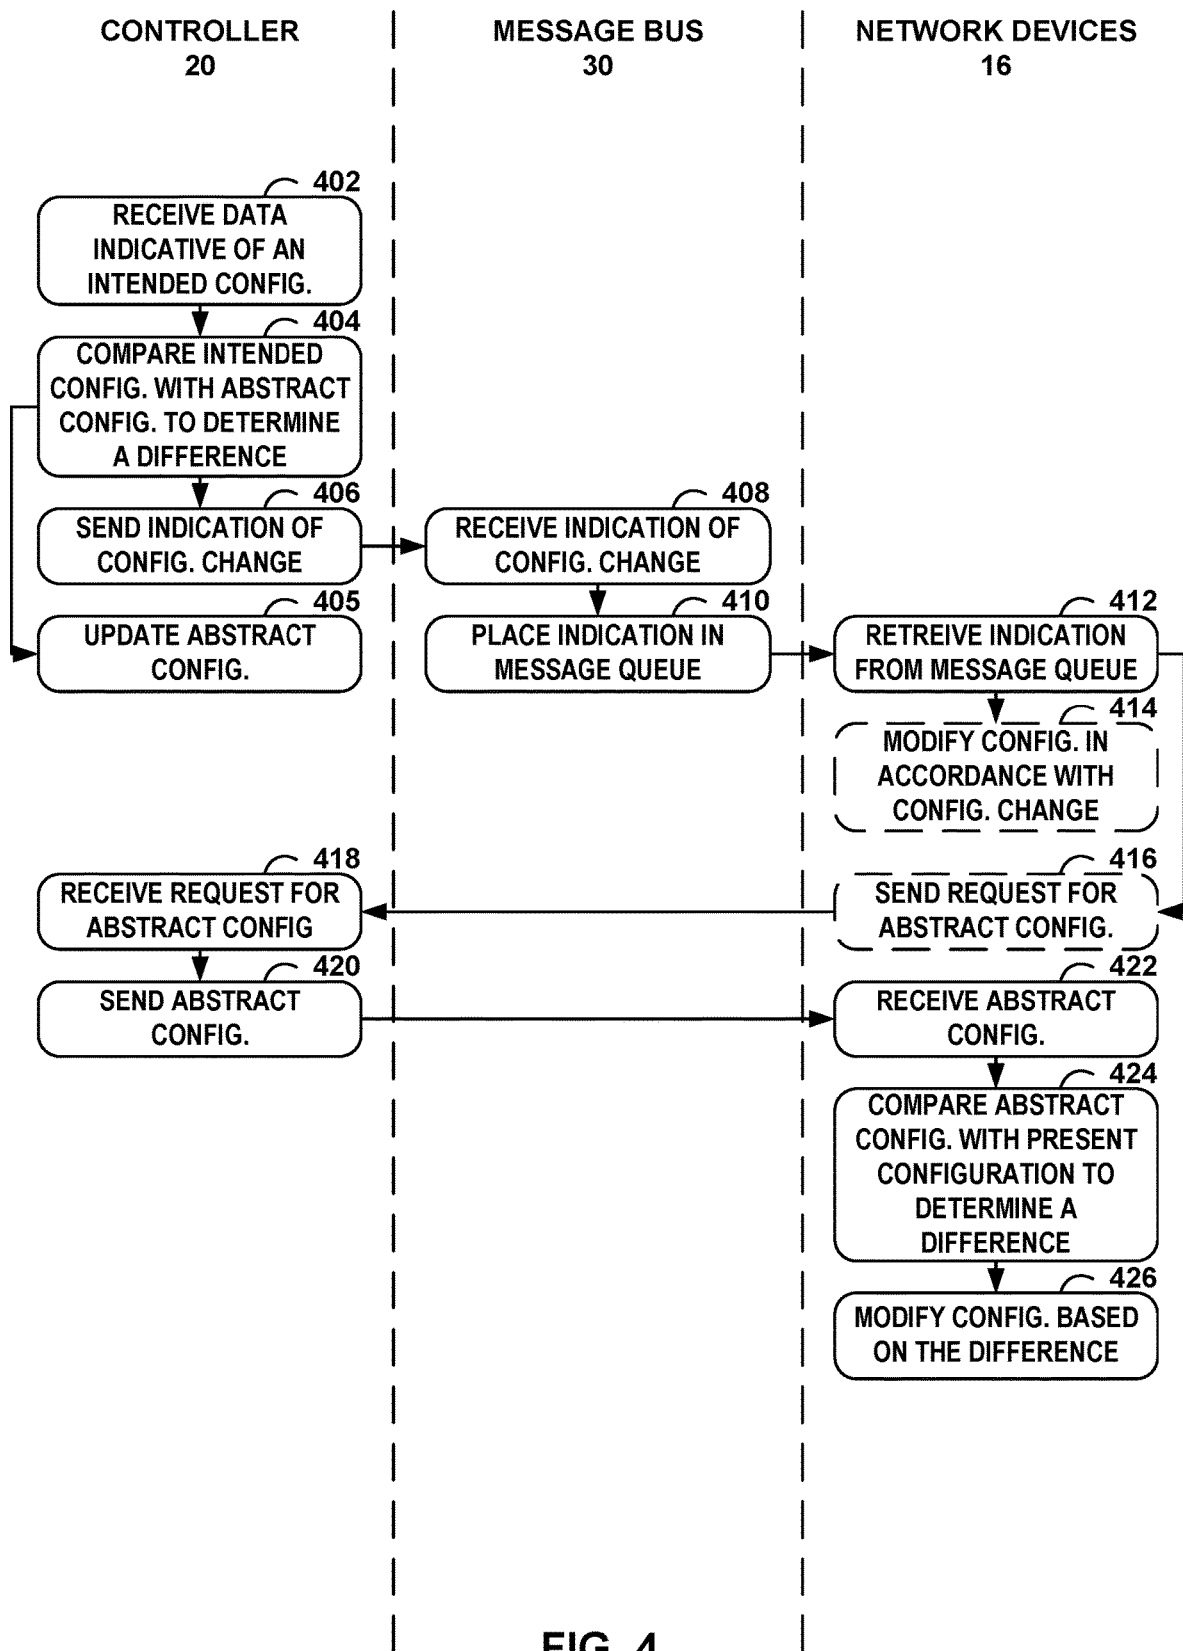 CONTROLLER
20
MESSAGE BUS
30
NETWORK DEVICES
16
402
RECEIVE DATA
INDICATIVE OF AN
INTENDED CONFIG.
404
COMPARE INTENDED
CONFIG. WITH ABSTRACT
CONFIG. TO DETERMINE
A DIFFERENCE
406
SEND INDICATION OF
CONFIG. CHANGE
408
RECEIVE INDICATION OF
CONFIG. CHANGE
405
UPDATE ABSTRACT
CONFIG.
410
PLACE INDICATION IN
MESSAGE QUEUE
412
RETREIVE INDICATION
FROM MESSAGE QUEUE
414
MODIFY CONFIG. IN
ACCORDANCE WITH
CONFIG. CHANGE
418
RECEIVE REQUEST FOR
ABSTRACT CONFIG
416
SEND REQUEST FOR
ABSTRACT CONFIG.
420
SEND ABSTRACT
CONFIG.
422
RECEIVE ABSTRACT
CONFIG.
424
COMPARE ABSTRACT
CONFIG. WITH PRESENT
CONFIGURATION TO
DETERMINE A
DIFFERENCE
426
MODIFY CONFIG. BASED
ON THE DIFFERENCE
FIG. 4